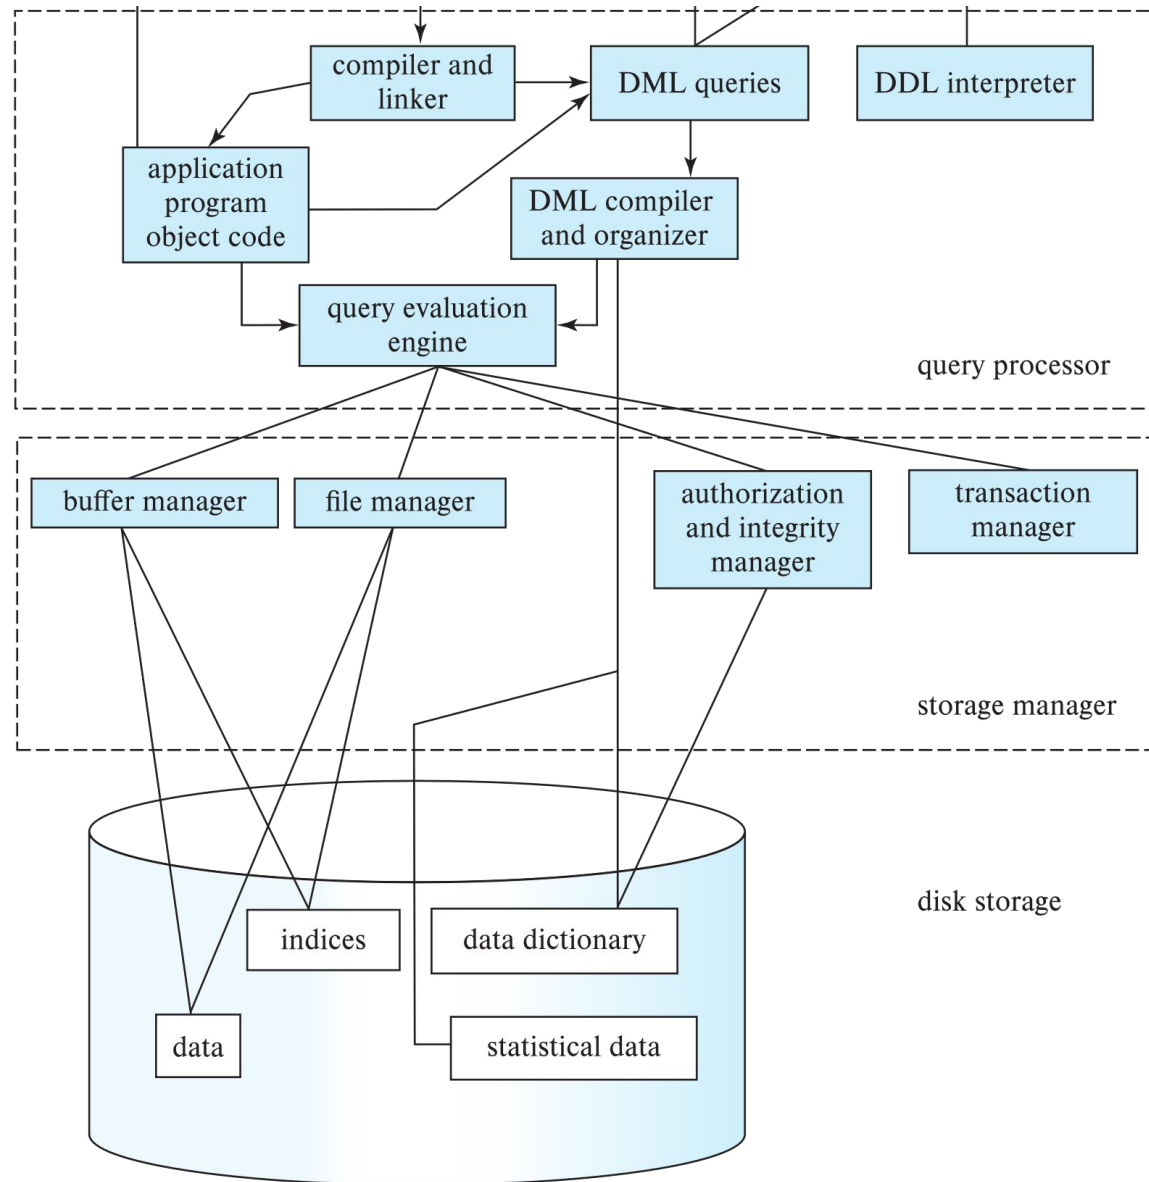 compiler and
linker
DML queries
DDL interpreter
application
program
object code
DML compiler
and organizer
query evaluation
engine
query processor
buffer manager
file manager
authorization
and integrity
manager
transaction
manager
storage manager
disk storage
indices
data dictionary
data
statistical data